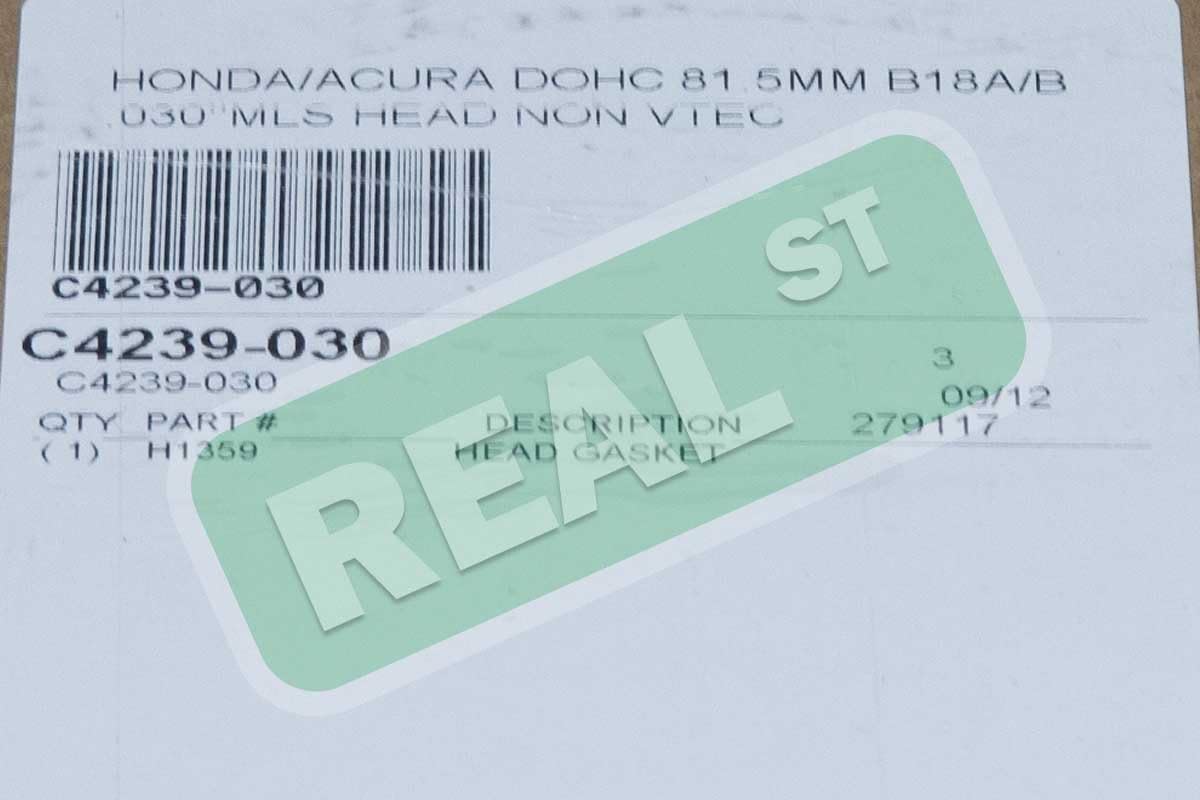 HONDA/ACURA DOHC 81.5MM B18A/B
.030"MLS HEAD NON VTEC
C4239-030
C4239-030
C4239-030
3
09/12
QTY PART # DESCRIPTION 279117
(1) H1359 HEAD GASKET
REAL ST